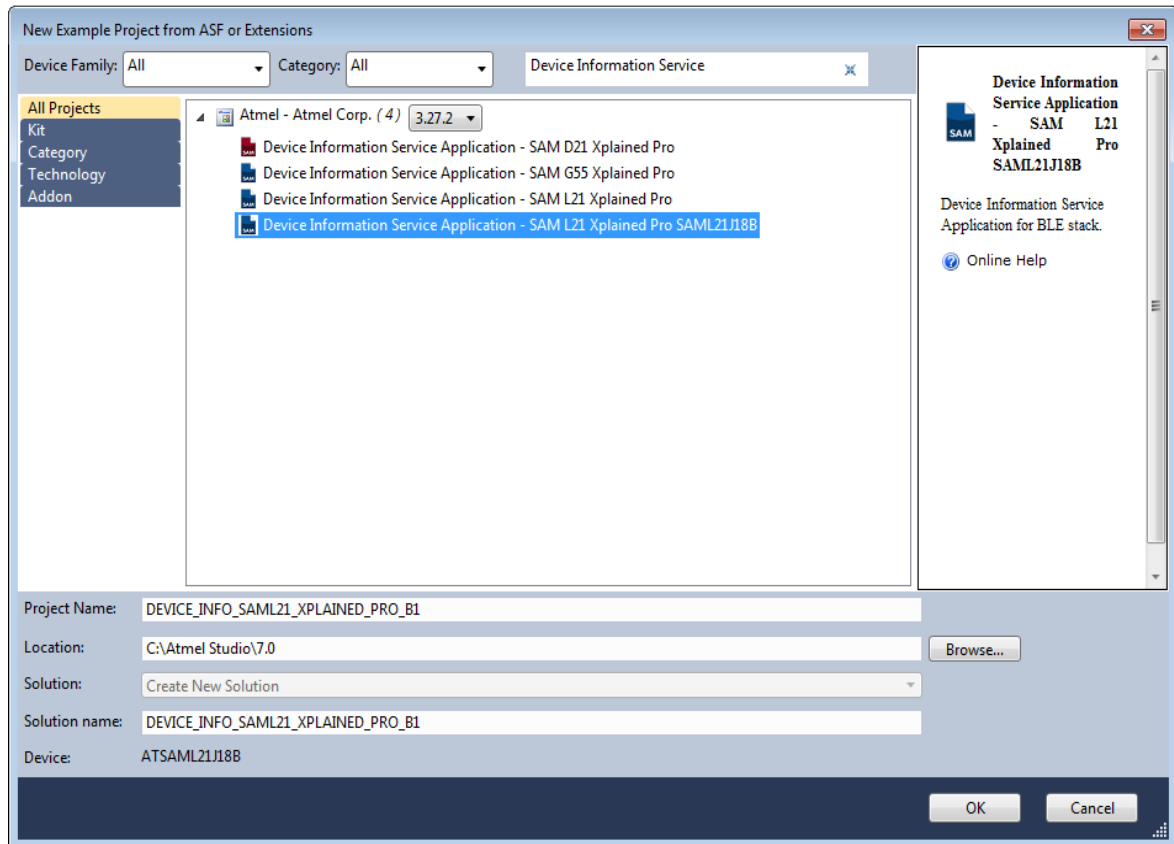 New Example Project from ASF or Extensions
Device Family: All Category: All Device Information Service
All Projects
Kit
Category
Technology
Addon
Atmel - Atmel Corp. (4) 3.27.2
Device Information Service Application - SAM D21 Xplained Pro
Device Information Service Application - SAM G55 Xplained Pro
Device Information Service Application - SAM L21 Xplained Pro
Device Information Service Application - SAM L21 Xplained Pro SAML21J18B
SAM
Device Information
Service Application
- SAM L21
Xplained Pro
SAML21J18B
Device Information Service
Application for BLE stack.
Online Help
Project Name: DEVICE_INFO_SAML21_XPLAINED_PRO_B1
Location: C:\Atmel Studio\7.0 Browse...
Solution: Create New Solution
Solution name: DEVICE_INFO_SAML21_XPLAINED_PRO_B1
Device: ATSAML21J18B
OK Cancel